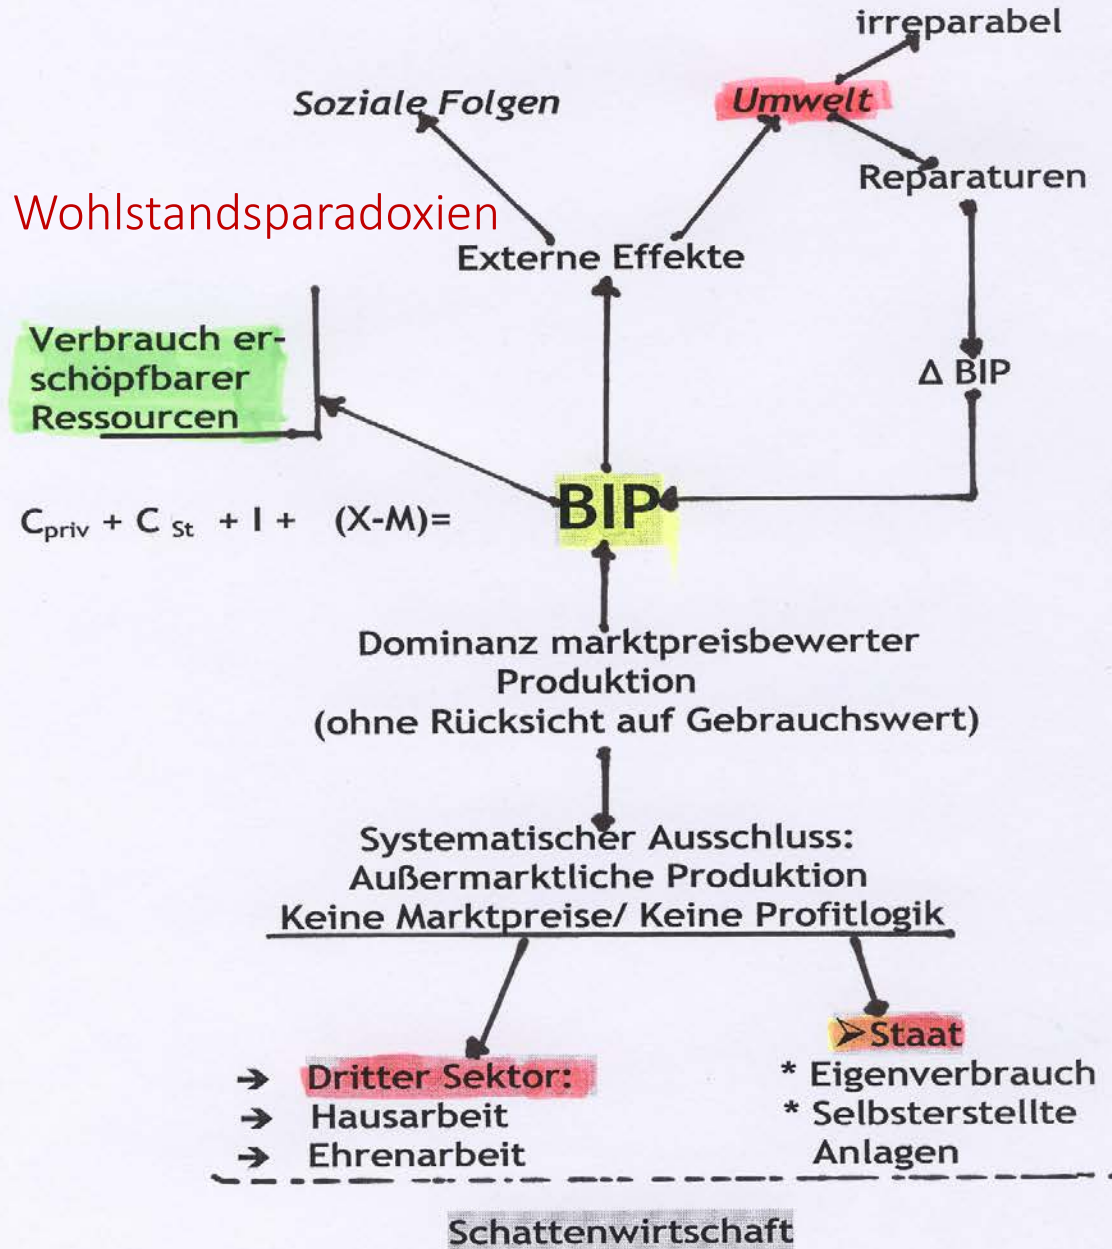 irreparabel
Soziale Folgen
Umwelt
Reparaturen
Wohlstandsparadoxien
Externe Effekte
Verbrauch er-
schöpfbarer
Ressourcen
Δ BIP
C priv + C St + I + (X-M)=
BIP
Dominanz marktpreisbewerter
Produktion
(ohne Rücksicht auf Gebrauchswert)
Systematischer Ausschluss:
Außermarktliche Produktion
Keine Marktpreise/ Keine Profitlogik
➢Staat
→ Dritter Sektor:
* Eigenverbrauch
→ Hausarbeit
* Selbsterstellte
→ Ehrenarbeit
Anlagen
Schattenwirtschaft